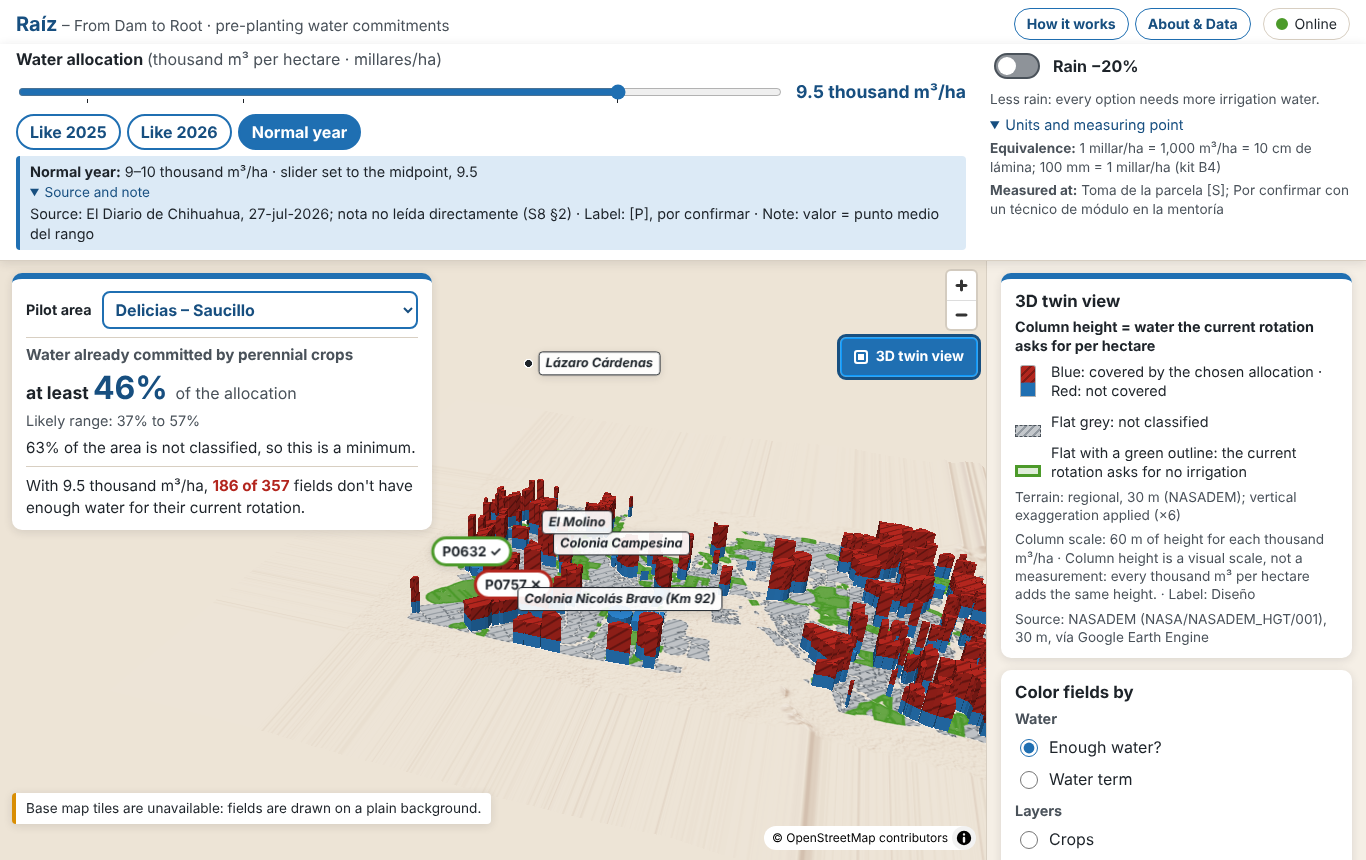 Raíz – From Dam to Root · pre-planting water commitments
How it works
About & Data
Online
Water allocation (thousand m³ per hectare · millares/ha)
9.5 thousand m³/ha
Like 2025
Like 2026
Normal year
Normal year: 9–10 thousand m³/ha · slider set to the midpoint, 9.5
▼ Source and note
Source: El Diario de Chihuahua, 27-jul-2026; nota no leída directamente (S8 §2) · Label: [P], por confirmar · Note: valor = punto medio
del rango
Rain −20%
Less rain: every option needs more irrigation water.
▼ Units and measuring point
Equivalence: 1 millar/ha = 1,000 m³/ha = 10 cm de
lámina; 100 mm = 1 millar/ha (kit B4)
Measured at: Toma de la parcela [S]; Por confirmar con
un técnico de módulo en la mentoría
Pilot area
Delicias – Saucillo
Water already committed by perennial crops
at least 46% of the allocation
Likely range: 37% to 57%
63% of the area is not classified, so this is a minimum.
With 9.5 thousand m³/ha, 186 of 357 fields don't have
enough water for their current rotation.
+
−
3D twin view
Lázaro Cárdenas
El Molino
Colonia Campesina
P0632 ✓
P0757 ✕
Colonia Nicolás Bravo (Km 92)
Base map tiles are unavailable: fields are drawn on a plain background.
© OpenStreetMap contributors
3D twin view
Column height = water the current rotation
asks for per hectare
Blue: covered by the chosen allocation ·
Red: not covered
Flat grey: not classified
Flat with a green outline: the current
rotation asks for no irrigation
Terrain: regional, 30 m (NASADEM); vertical
exaggeration applied (×6)
Column scale: 60 m of height for each thousand
m³/ha · Column height is a visual scale, not a
measurement: every thousand m³ per hectare
adds the same height. · Label: Diseño
Source: NASADEM (NASA/NASADEM_HGT/001),
30 m, vía Google Earth Engine
Color fields by
Water
Enough water?
Water term
Layers
Crops